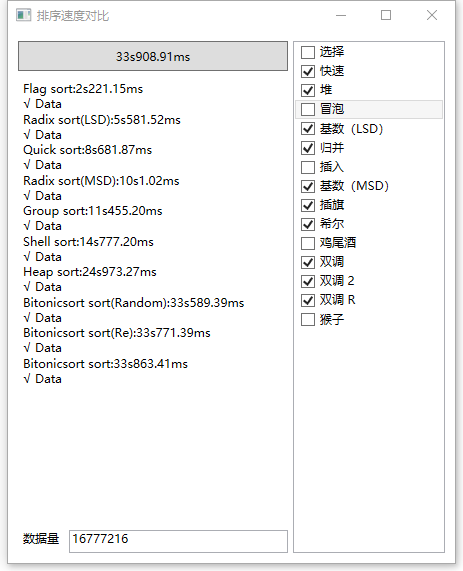 排序速度对比
33s908.91ms
Flag sort:2s221.15ms
√ Data
Radix sort(LSD):5s581.52ms
√ Data
Quick sort:8s681.87ms
√ Data
Radix sort(MSD):10s1.02ms
√ Data
Group sort:11s455.20ms
√ Data
Shell sort:14s777.20ms
√ Data
Heap sort:24s973.27ms
√ Data
Bitonicsort sort(Random):33s589.39ms
√ Data
Bitonicsort sort(Re):33s771.39ms
√ Data
Bitonicsort sort:33s863.41ms
√ Data
数据量 16777216
选择
快速
堆
冒泡
基数（LSD）
归并
插入
基数（MSD）
插旗
希尔
鸡尾酒
双调
双调 2
双调 R
猴子